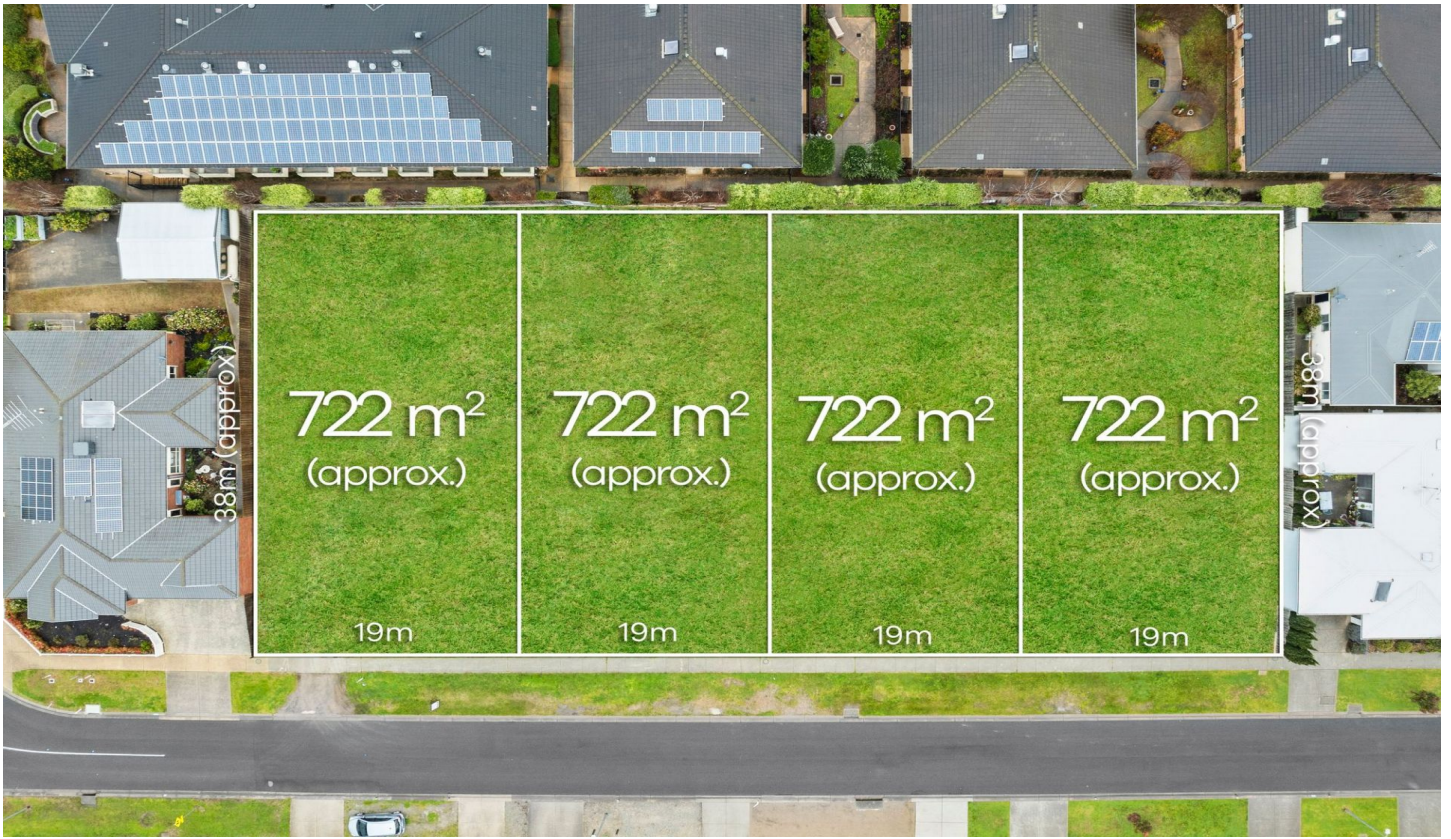 38m (approx)
722 m²
(approx.)
19m
722 m²
(approx.)
19m
722 m²
(approx.)
19m
722 m²
(approx.)
19m
38m (approx)